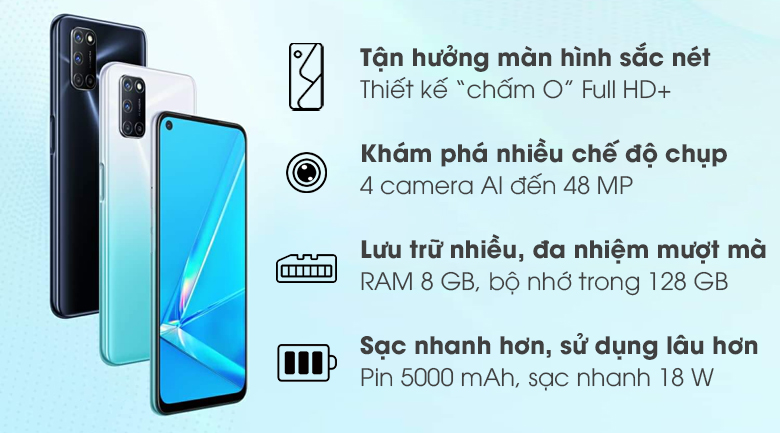 Tận hưởng màn hình sắc nét
Thiết kế “chấm O” Full HD+
Khám phá nhiều chế độ chụp
4 camera AI đến 48 MP
Lưu trữ nhiều, đa nhiệm mượt mà
RAM 8 GB, bộ nhớ trong 128 GB
Sạc nhanh hơn, sử dụng lâu hơn
Pin 5000 mAh, sạc nhanh 18 W